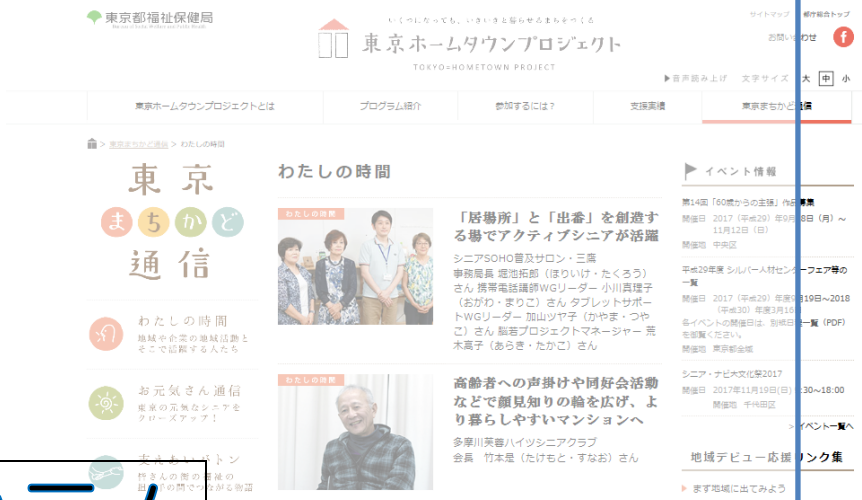 東京都福祉保健局
いくつになっても、いきいきと暮らせるまちをつくる
東京ホームタウンプロジェクト
TOKYO=HOMETOWN PROJECT
サイトマップ 都庁総合トップ
お問い合わせ
▶音声読み上げ 文字サイズ 大 中 小
東京ホームタウンプロジェクトとは プログラム紹介 参加するには？ 支援実績 東京まちかど通信
> 東京まちかど通信 > わたしの時間
東京
まちかど
通信
わたしの時間
地域や企業の地域活動と
そこで活躍する人たち
お元気さん通信
東京の元気なシニアを
クローズアップ！
支えあいバトン
わたしの時間
わたしの時間
「居場所」と「出番」を創造す
る場でアクティブシニアが活躍
シニアSOHO普及サロン・三鷹
事務局長 堀池拓郎（ほりいけ・たくろう）
さん 携帯電話講師WGリーダー 小川真理子
（おがわ・まりこ）さん タブレットサポー
トWGリーダー 加山ツヤ子（かやま・つや
こ）さん 脳若プロジェクトマネージャー 荒
木高子（あらき・たかこ）さん
わたしの時間
高齢者への声掛けや同好会活動
などで顔見知りの輪を広げ、よ
り暮らしやすいマンションへ
多摩川芙蓉ハイツシニアクラブ
会長 竹本是（たけもと・すなお）さん
イベント情報
第14回「60歳からの主張」作品募集
開催日 2017（平成29）年9月8日（月）～
11月12日（日）
開催地 中央区
平成29年度 シルバー人材センターフェア等の
一覧
開催日 2017（平成29）年度9月19日～2018
（平成30）年度3月16日
各イベントの開催日は、別紙日程一覧（PDF）
を御覧ください。
開催地 東京都全域
シニア・ナビ大文化祭2017
開催日 2017年11月19日(日) 9:30～18:00
開催地 千代田区
> イベント一覧へ
地域デビュー応援リンク集
まず地域に出てみよう